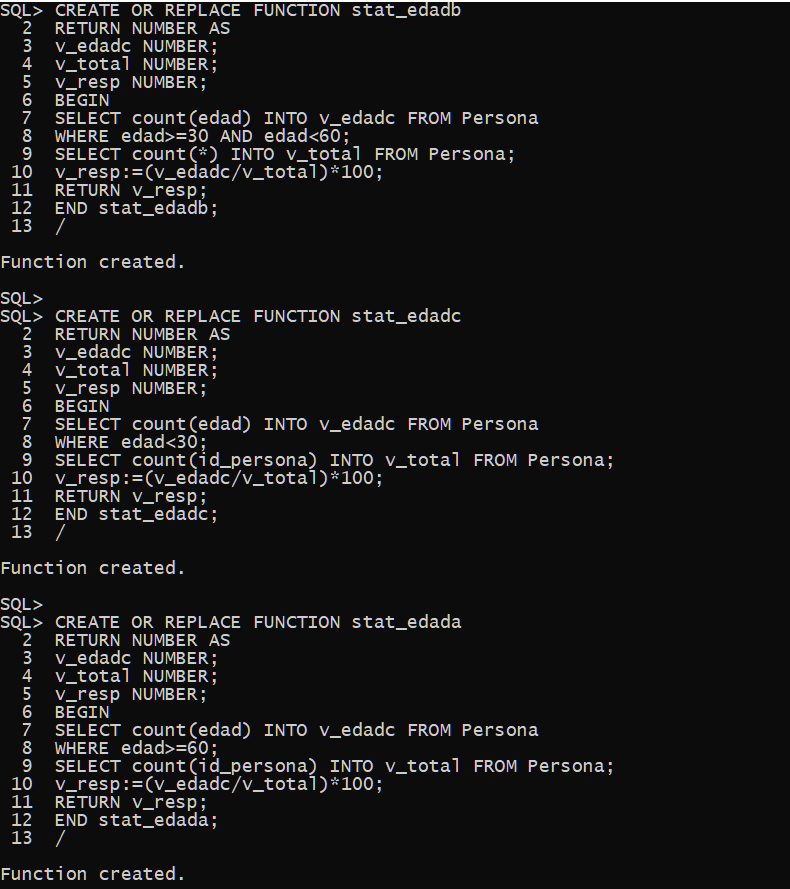 SQL> CREATE OR REPLACE FUNCTION stat_edadb
  2  RETURN NUMBER AS
  3  v_edadc NUMBER;
  4  v_total NUMBER;
  5  v_resp NUMBER;
  6  BEGIN
  7  SELECT count(edad) INTO v_edadc FROM Persona
  8  WHERE edad>=30 AND edad<60;
  9  SELECT count(*) INTO v_total FROM Persona;
 10  v_resp:=(v_edadc/v_total)*100;
 11  RETURN v_resp;
 12  END stat_edadb;
 13  /
Function created.
SQL>
SQL> CREATE OR REPLACE FUNCTION stat_edadc
  2  RETURN NUMBER AS
  3  v_edadc NUMBER;
  4  v_total NUMBER;
  5  v_resp NUMBER;
  6  BEGIN
  7  SELECT count(edad) INTO v_edadc FROM Persona
  8  WHERE edad<30;
  9  SELECT count(id_persona) INTO v_total FROM Persona;
 10  v_resp:=(v_edadc/v_total)*100;
 11  RETURN v_resp;
 12  END stat_edadc;
 13  /
Function created.
SQL>
SQL> CREATE OR REPLACE FUNCTION stat_edada
  2  RETURN NUMBER AS
  3  v_edadc NUMBER;
  4  v_total NUMBER;
  5  v_resp NUMBER;
  6  BEGIN
  7  SELECT count(edad) INTO v_edadc FROM Persona
  8  WHERE edad>=60;
  9  SELECT count(id_persona) INTO v_total FROM Persona;
 10  v_resp:=(v_edadc/v_total)*100;
 11  RETURN v_resp;
 12  END stat_edada;
 13  /
Function created.